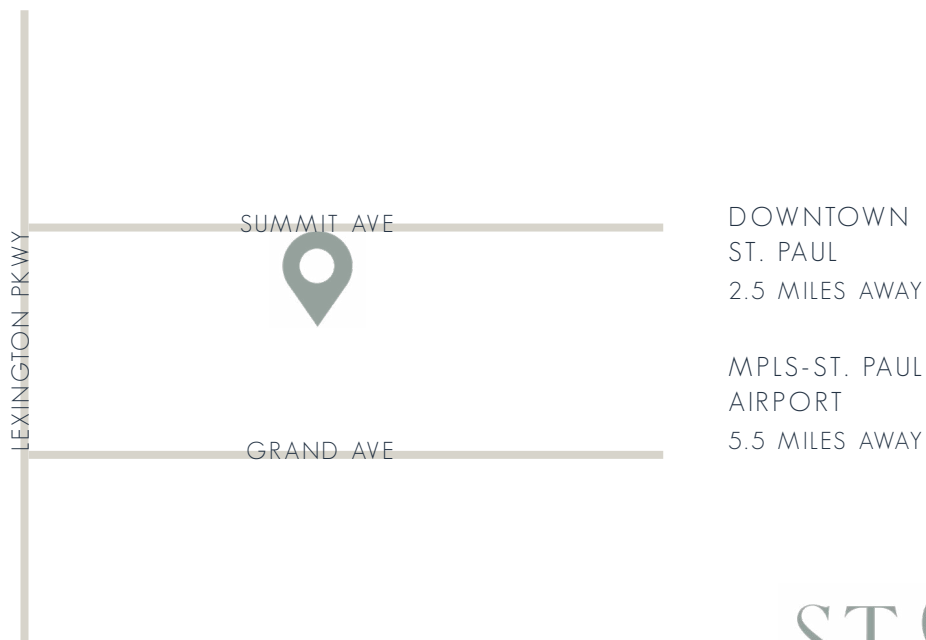 SUMMIT AVE
LEXINGTON PKWY
GRAND AVE
DOWNTOWN
ST. PAUL
2.5 MILES AWAY
MPLS-ST. PAUL
AIRPORT
5.5 MILES AWAY
ST